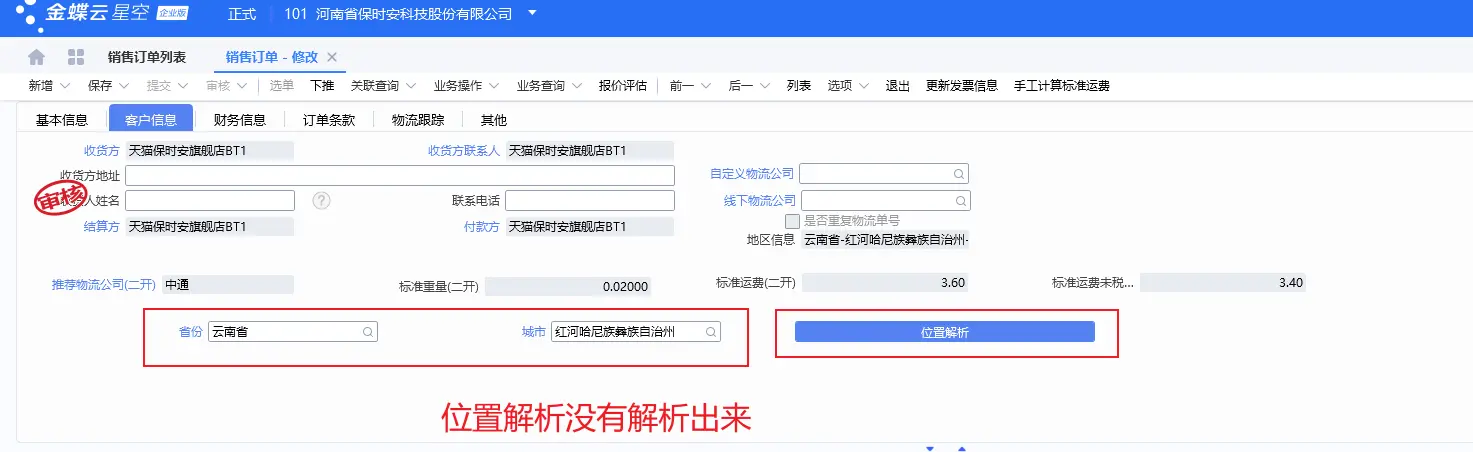 金蝶云 星空 企业版 正式 101 河南省保时安科技股份有限公司
销售订单列表 销售订单 - 修改
新增 保存 提交 审核 选单 下推 关联查询 业务操作 业务查询 报价评估 前一 后一 列表 选项 退出 更新发票信息 手工计算标准运费
基本信息 客户信息 财务信息 订单条款 物流跟踪 其他
收货方 天猫保时安旗舰店BT1 收货方联系人 天猫保时安旗舰店BT1
收货方地址 自定义物流公司
审核 人姓名 ? 联系电话 线下物流公司
是否重复物流单号
结算方 天猫保时安旗舰店BT1 付款方 天猫保时安旗舰店BT1
地区信息 云南省-红河哈尼族彝族自治州-
推荐物流公司(二开) 中通 标准重量(二开) 0.02000 标准运费(二开) 3.60 标准运费未税... 3.40
省份 云南省 城市 红河哈尼族彝族自治州 位置解析
位置解析没有解析出来